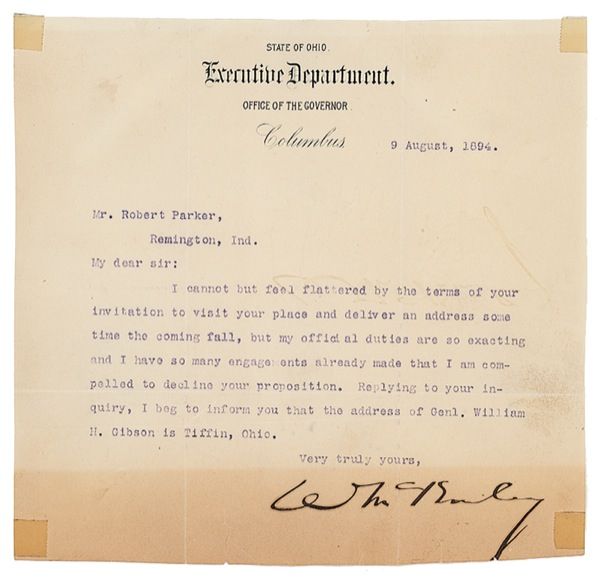 STATE OF OHIO.
Executive Department.
OFFICE OF THE GOVERNOR.
Columbus
9 August, 1894.
Mr. Robert Parker,
Remington, Ind.
My dear sir:
I cannot but feel flattered by the terms of your
invitation to visit your place and deliver an address some
time the coming fall, but my official duties are so exacting
and I have so many engagements already made that I am com-
pelled to decline your proposition. Replying to your in-
quiry, I beg to inform you that the address of Genl. William
H. Gibson is Tiffin, Ohio.
Very truly yours,
W McKinley